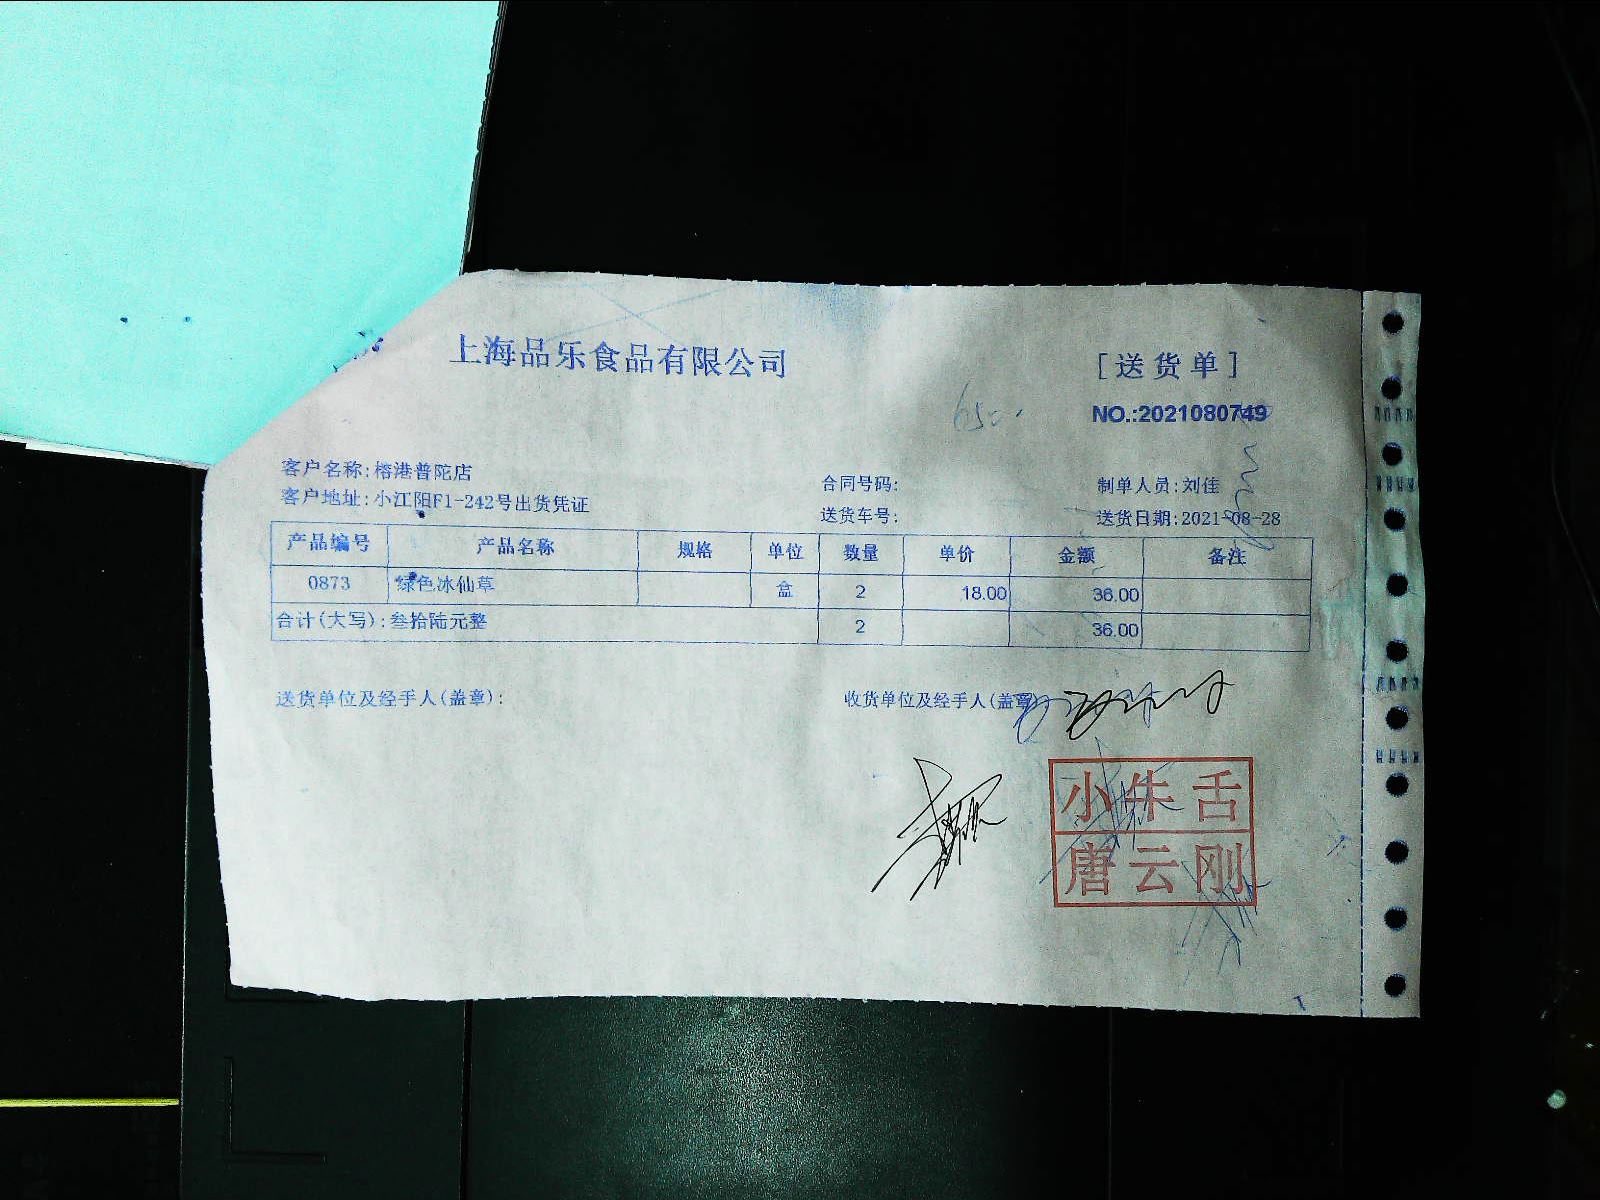 上海品乐食品有限公司
[送货单]
NO.:2021080749
650
客户名称:榕港普陀店
客户地址:小江阳F1-242号出货凭证
合同号码:
送货车号:
制单人员:刘佳
送货日期:2021-08-28
产品编号 产品名称 规格 单位 数量 单价 金额 备注
0873 绿色冰仙草 盒 2 18.00 36.00
合计(大写):叁拾陆元整 2 36.00
送货单位及经手人(盖章):
收货单位及经手人(盖章
小朱舌
唐云刚